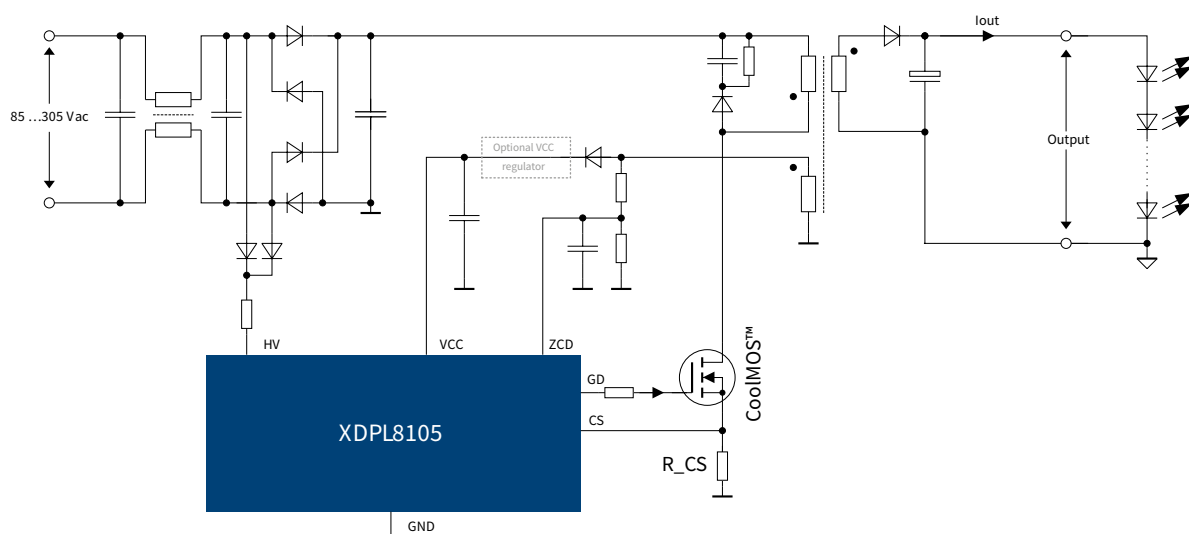 Iout
85 ...305 Vac
Output
Optional VCC
regulator
HV
VCC
ZCD
GD
CS
CoolMOS™
XDPL8105
R_CS
GND